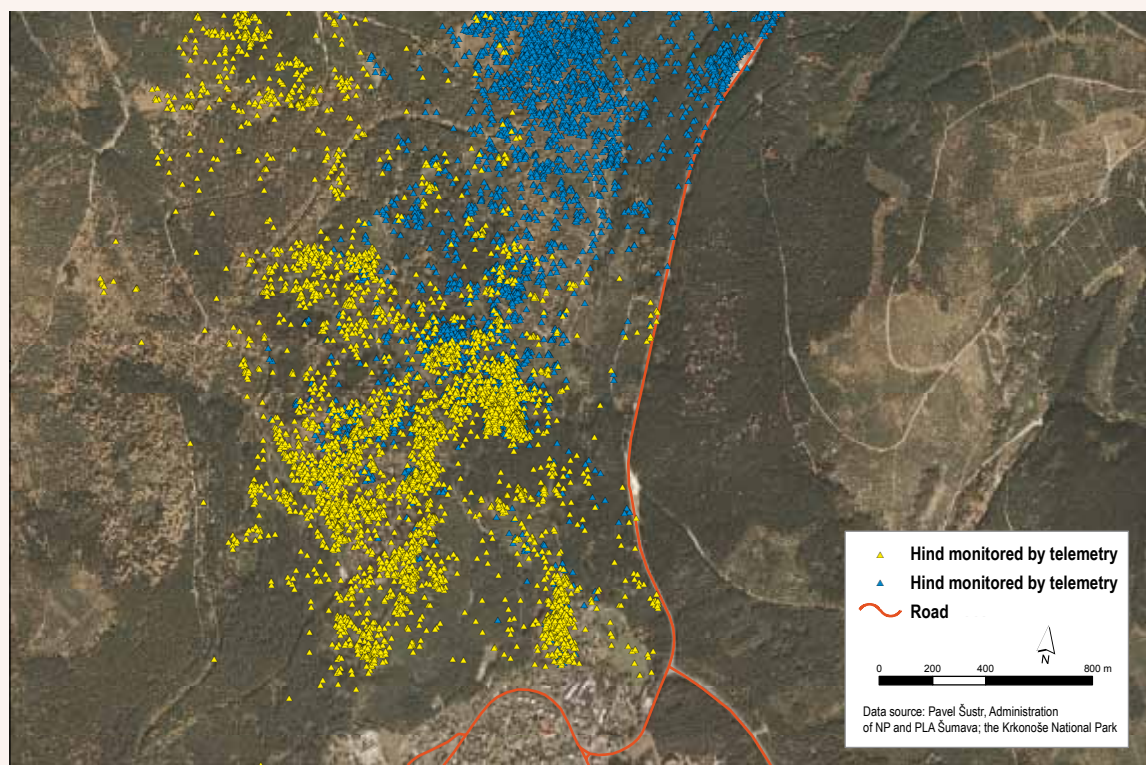 Hind monitored by telemetry
Hind monitored by telemetry
Road
N
0 200 400 800 m
Data source: Pavel Šustr, Administration
of NP and PLA Šumava; the Krkonoše National Park